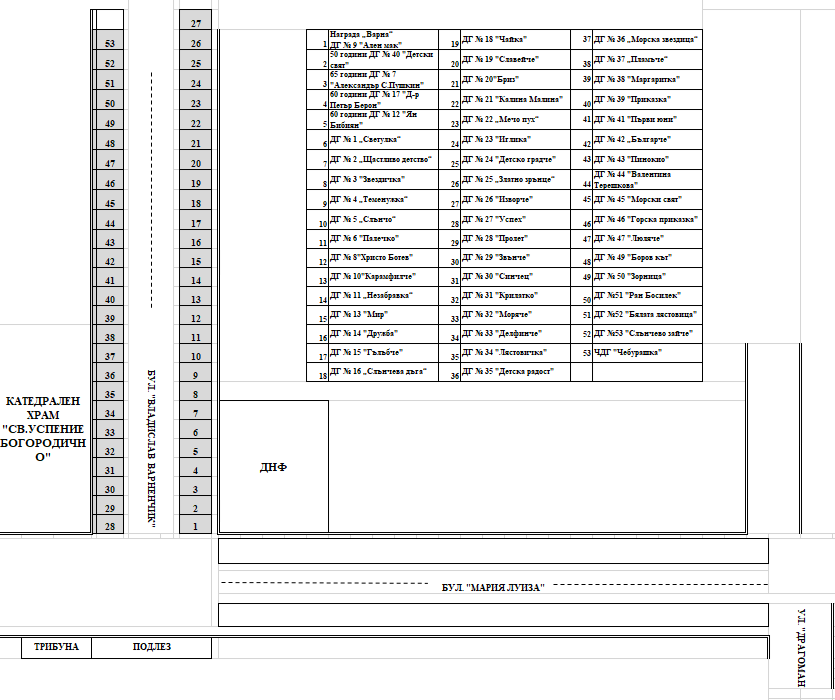 27
53 26
52 25
51 24
50 23
49 22
48 21
47 20
46 19
45 18
44 17
43 16
42 15
41 14
40 13
39 12
38 11
37 10
36 9
35 8
34 7
33 6
32 5
31 4
30 3
29 2
28 1
КАТЕДРАЛЕН
ХРАМ
"СВ.УСПЕНИЕ
БОГОРОДИЧН
О"
БУЛ. "ВЛАДИСЛАВ ВАРНЕНЧИК"
1 Награда „Варна"
ДГ № 9 "Ален мак"
2 50 години ДГ № 40 "Детски
свят"
3 65 години ДГ № 7
"Александър С.Пушкин"
4 60 години ДГ № 17 "Д-р
Петър Берон"
5 60 години ДГ № 12 "Ян
Бибиян"
6 ДГ № 1 „Светулка“
7 ДГ № 2 „Щастливо детство“
8 ДГ № 3 "Звездичка"
9 ДГ № 4 „Теменужка“
10 ДГ № 5 „Слънчо“
11 ДГ № 6 "Палечко"
12 ДГ № 8"Христо Ботев"
13 ДГ № 10"Карамфилче"
14 ДГ № 11 „Незабравка“
15 ДГ № 13 "Мир"
16 ДГ № 14 "Дружба"
17 ДГ № 15 "Гълъбче"
18 ДГ № 16 „Слънчева дъга“
19 ДГ № 18 "Чайка"
20 ДГ № 19 "Славейче"
21 ДГ № 20"Бриз"
22 ДГ № 21 "Калина Малина"
23 ДГ № 22 „Мечо пух“
24 ДГ № 23 "Иглика"
25 ДГ № 24 "Детско градче"
26 ДГ № 25 „Златно зрънце“
27 ДГ № 26 "Изворче"
28 ДГ № 27 "Успех"
29 ДГ № 28 "Пролет"
30 ДГ № 29 "Звънче"
31 ДГ № 30 "Синчец"
32 ДГ № 31 "Крилатко"
33 ДГ № 32 "Моряче"
34 ДГ № 33 "Делфинче"
35 ДГ № 34 "Лястовичка"
36 ДГ № 35 "Детска радост"
37 ДГ № 36 „Морска звездица“
38 ДГ № 37 „Пламъче“
39 ДГ № 38 "Маргаритка"
40 ДГ № 39 "Приказка"
41 ДГ № 41 "Първи юни"
42 ДГ № 42 „Българче“
43 ДГ № 43 "Пинокио"
44 ДГ № 44 "Валентина
Терешкова"
45 ДГ № 45 "Морски свят"
46 ДГ № 46 "Горска приказка"
47 ДГ № 47 "Люляче"
48 ДГ № 49 "Боров кът"
49 ДГ № 50 "Зорница"
50 ДГ №51 "Ран Босилек"
51 ДГ №52 "Бялата лястовица"
52 ДГ №53 "Слънчево зайче"
53 ЧДГ "Чебурашка"
ДНФ
БУЛ. "МАРИЯ ЛУИЗА"
ТРИБУНА ПОДЛЕЗ
УЛ. "ДРАГОМАН